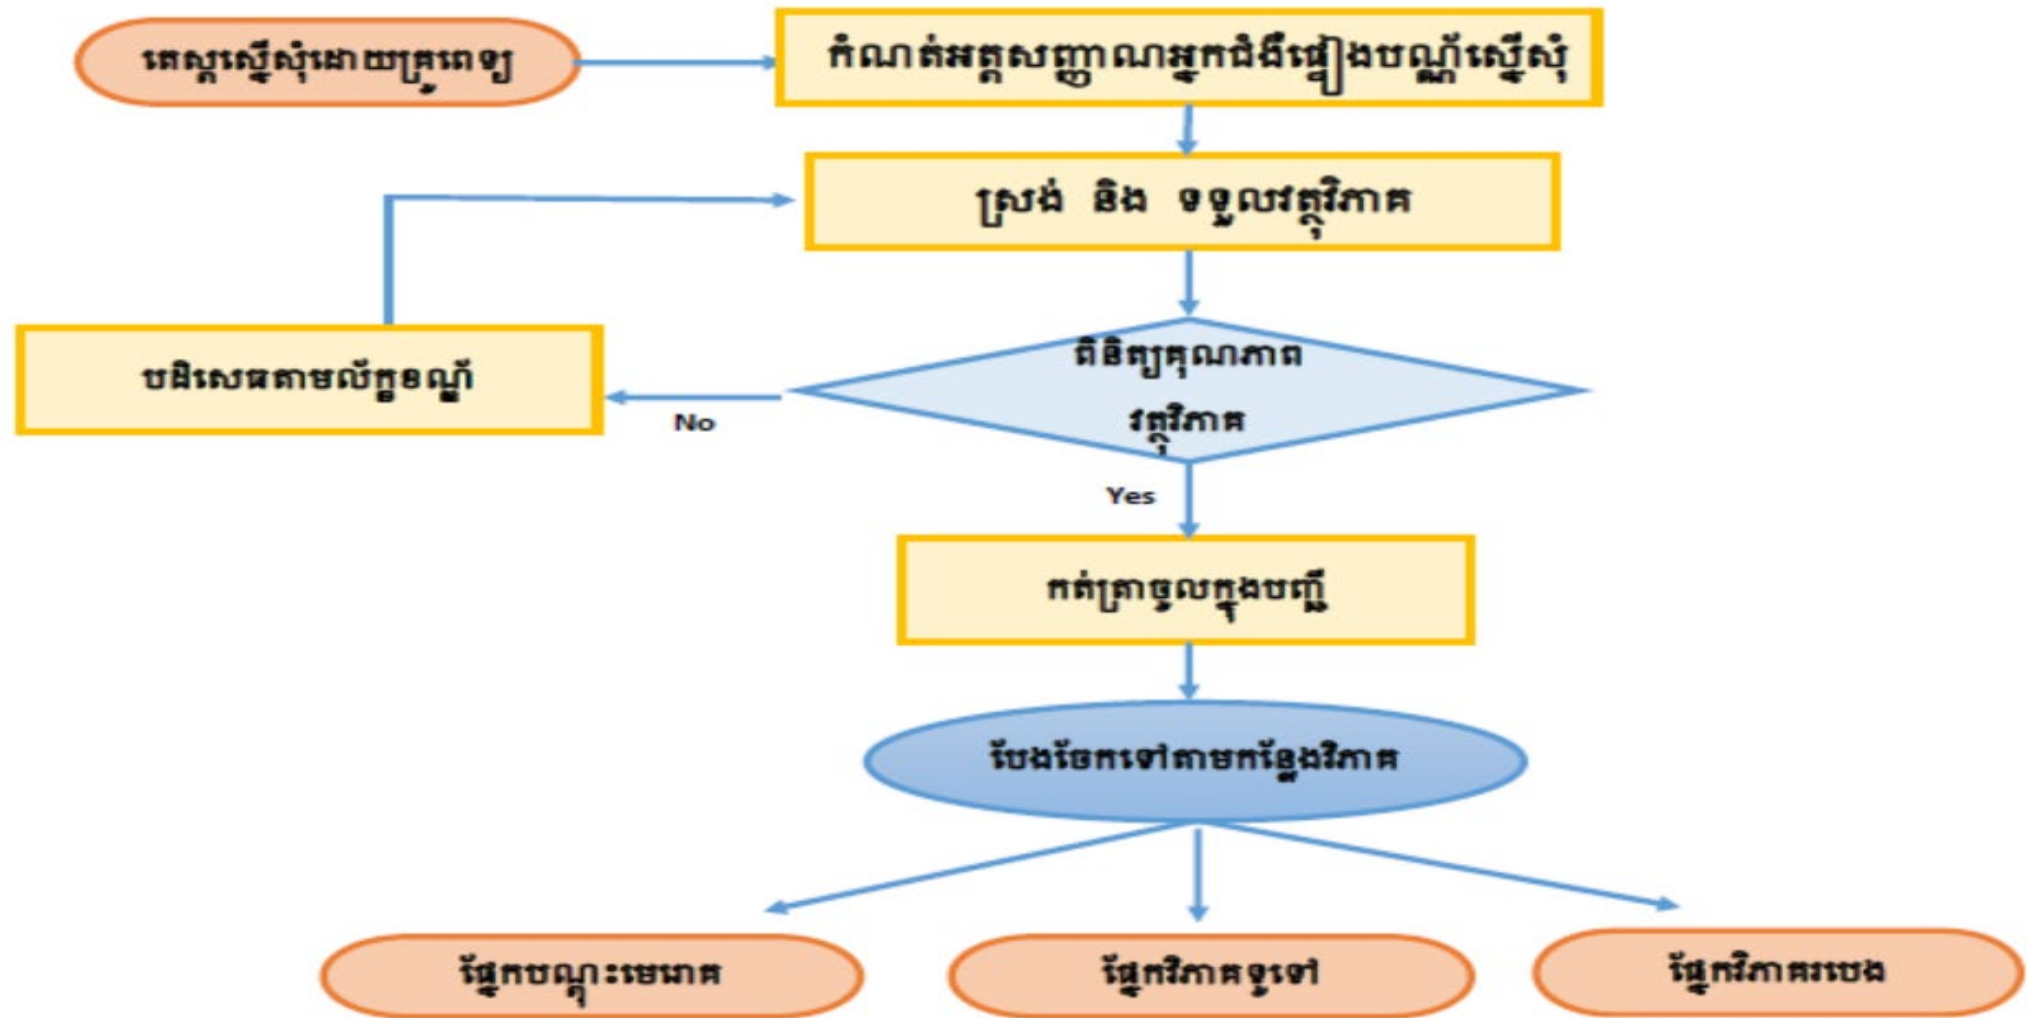 តេស្តស្នើសុំដោយគ្រូពេទ្យ
កំណត់អត្តសញ្ញាណអ្នកជំងឺផ្ទៀងបណ្ណ័ស្នើសុំ
ស្រង់ និង ទទួលវត្ថុវិភាគ
ពិនិត្យគុណភាព
វត្ថុវិភាគ
បដិសេធតាមល័ក្ខខណ្ឌ័
No
Yes
កត់ត្រាចូលក្នុងបញ្ជី
បែងចែកទៅតាមកន្លែងវិភាគ
ផ្នែកបណ្តុះមេរោគ
ផ្នែកវិភាគទូទៅ
ផ្នែកវិភាគរបេង